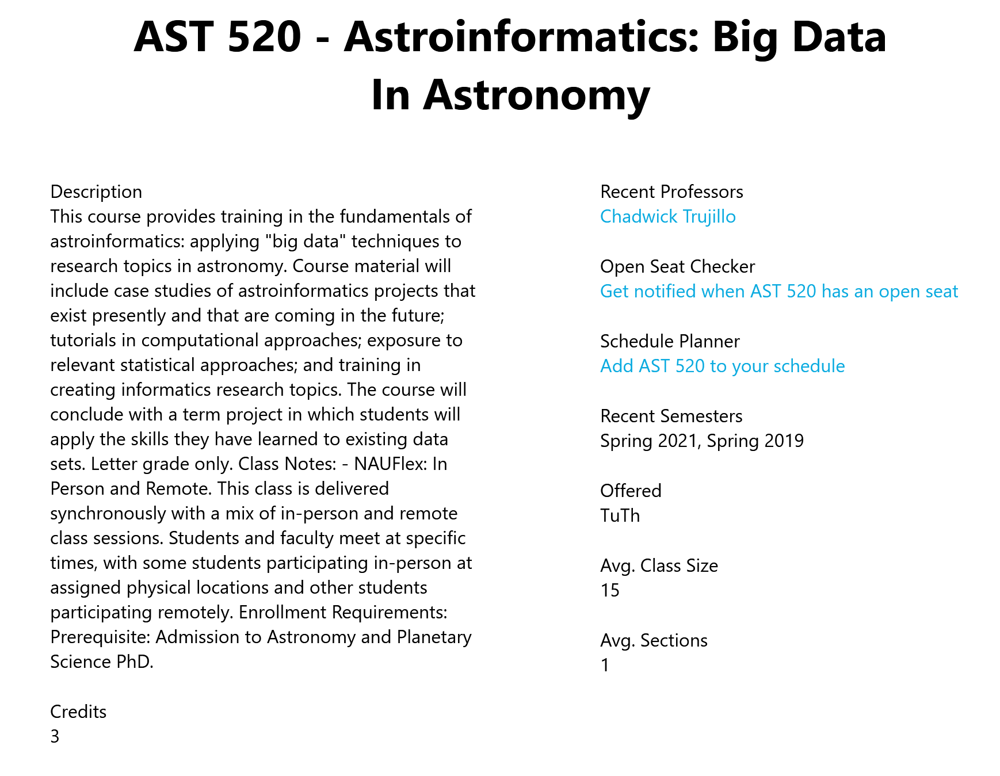 AST 520 - Astroinformatics: Big Data
In Astronomy
Description
This course provides training in the fundamentals of
astroinformatics: applying "big data" techniques to
research topics in astronomy. Course material will
include case studies of astroinformatics projects that
exist presently and that are coming in the future;
tutorials in computational approaches; exposure to
relevant statistical approaches; and training in
creating informatics research topics. The course will
conclude with a term project in which students will
apply the skills they have learned to existing data
sets. Letter grade only. Class Notes: - NAUFlex: In
Person and Remote. This class is delivered
synchronously with a mix of in-person and remote
class sessions. Students and faculty meet at specific
times, with some students participating in-person at
assigned physical locations and other students
participating remotely. Enrollment Requirements:
Prerequisite: Admission to Astronomy and Planetary
Science PhD.
Credits
3
Recent Professors
Chadwick Trujillo
Open Seat Checker
Get notified when AST 520 has an open seat
Schedule Planner
Add AST 520 to your schedule
Recent Semesters
Spring 2021, Spring 2019
Offered
TuTh
Avg. Class Size
15
Avg. Sections
1